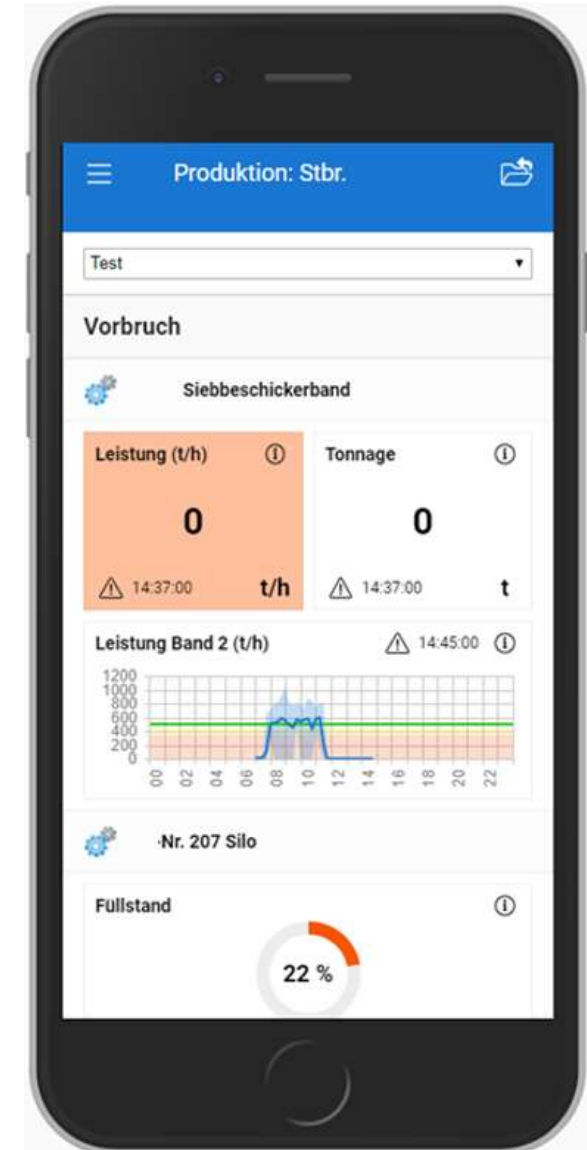 Produktion: Stbr.
Test
Vorbruch
Siebbeschickerband
Leistung (t/h)
Tonnage
0
0
14:37:00 t/h
14:37:00 t
Leistung Band 2 (t/h) 14:45:00
1200
1000
800
600
400
200
0
00 02 04 06 08 10 12 14 16 18 20 22
-Nr. 207 Silo
Füllstand
22 %